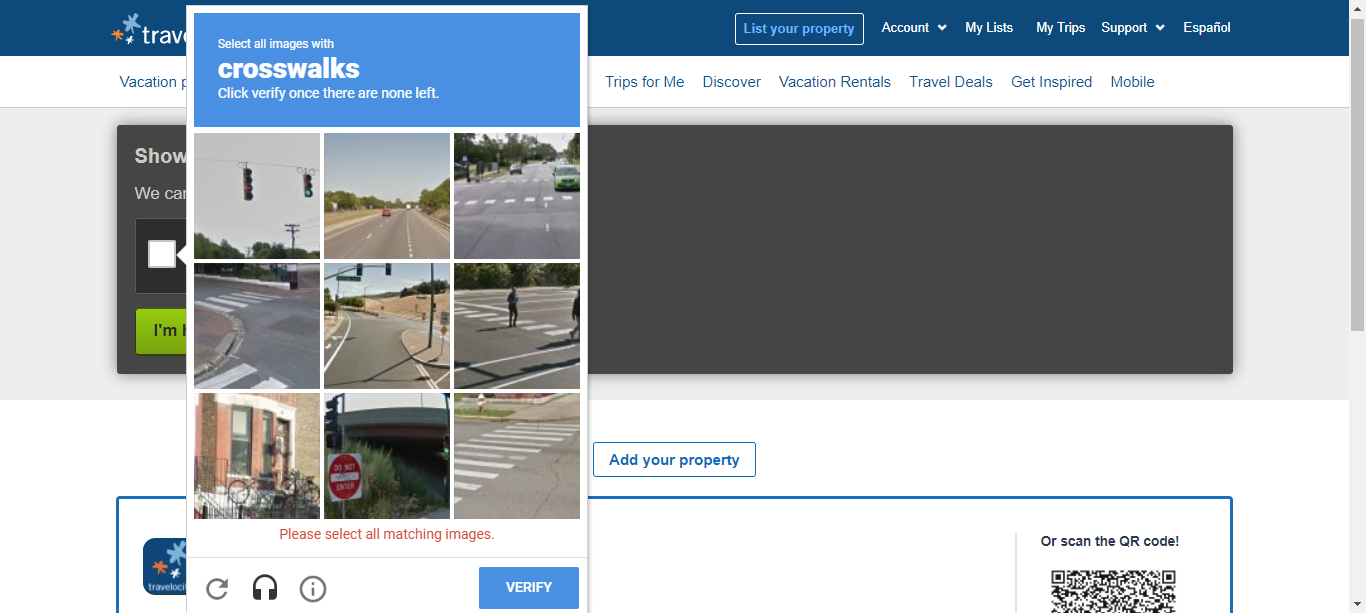 trave
List your property
Account
My Lists
My Trips
Support
Español
Vacation p
Trips for Me
Discover
Vacation Rentals
Travel Deals
Get Inspired
Mobile
Select all images with
crosswalks
Click verify once there are none left.
Show
We can
I'm h
DO NOT
ENTER
Please select all matching images.
VERIFY
Add your property
travelocity
Or scan the QR code!